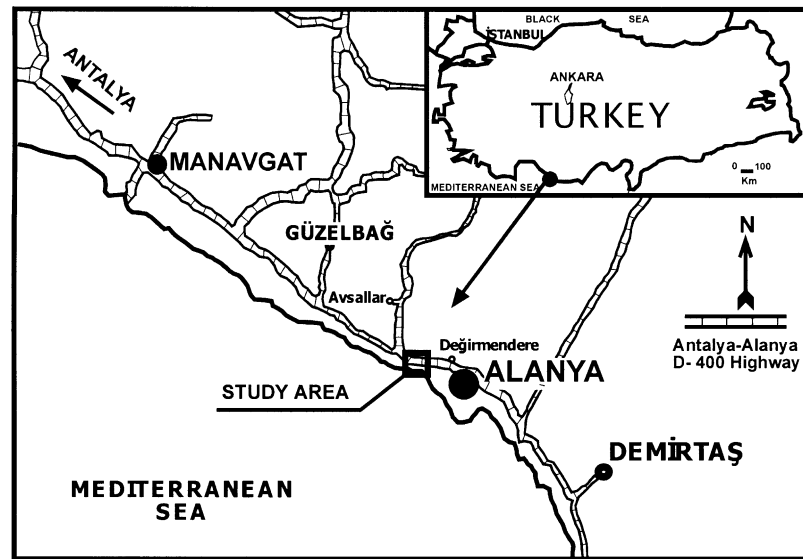 BLACK SEA
İSTANBUL
ANKARA
TURKEY
0 100
Km
MEDITERRANEAN SEA
ANTALYA
MANAVGAT
GÜZELBAĞ
N
Avsallar
Antalya-Alanya
D- 400 Highway
Değirmendere
ALANYA
STUDY AREA
DEMİRTAŞ
MEDITERRANEAN
SEA